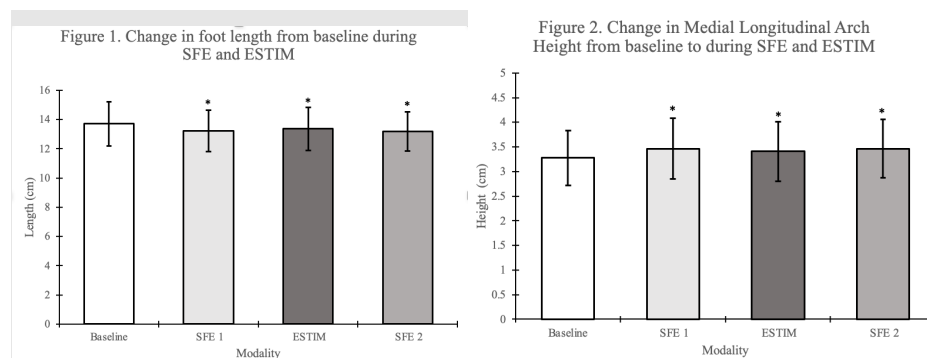 Figure 1. Change in foot length from baseline during
SFE and ESTIM
16
14
12
10
8
6
4
2
0
Length (cm)
*
*
*
Baseline
SFE 1
ESTIM
SFE 2
Modality
Figure 2. Change in Medial Longitudinal Arch
Height from baseline to during SFE and ESTIM
5
4.5
4
3.5
3
2.5
2
1.5
1
0.5
0
Height (cm)
*
*
*
Baseline
SFE 1
ESTIM
SFE 2
Modality